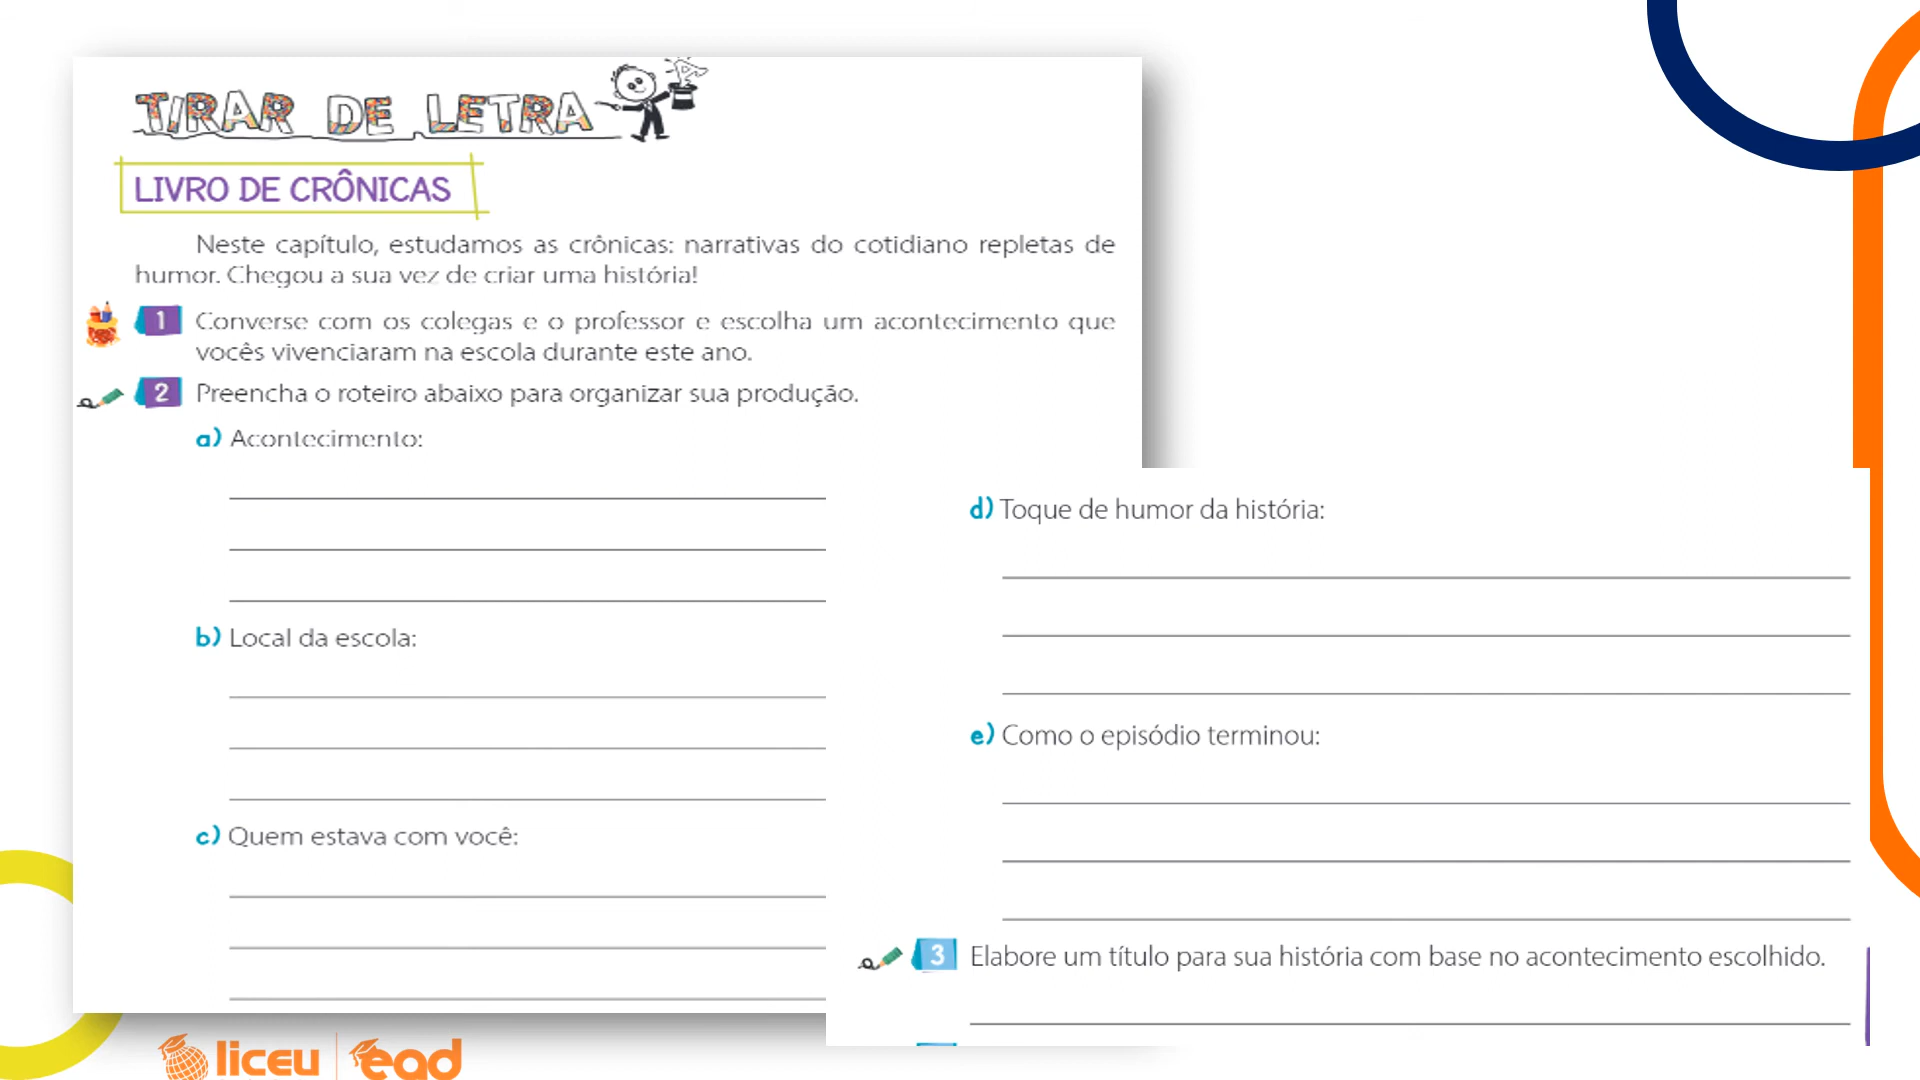 TIRAR DE LETRA
LIVRO DE CRÔNICAS
Neste capítulo, estudamos as crônicas: narrativas do cotidiano repletas de
humor. Chegou a sua vez de criar uma história!
1 Converse com os colegas e o professor e escolha um acontecimento que
vocês vivenciaram na escola durante este ano.
2 Preencha o roteiro abaixo para organizar sua produção.
a) Acontecimento:
b) Local da escola:
c) Quem estava com você:
d) Toque de humor da história:
e) Como o episódio terminou:
3 Elabore um título para sua história com base no acontecimento escolhido.
liceu ead